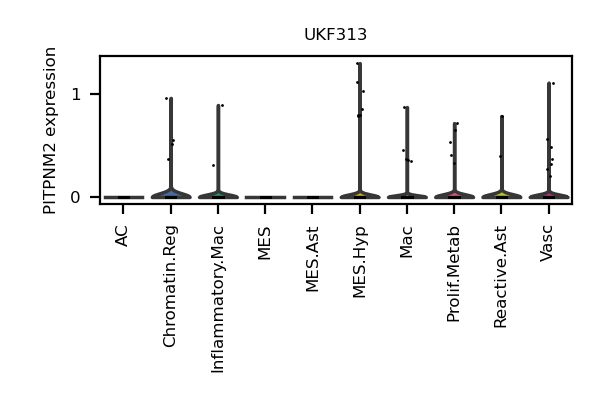 UKF313
PITPNM2 expression
1
0
AC
Chromatin.Reg
Inflammatory.Mac
MES
MES.Ast
MES.Hyp
Mac
Prolif.Metab
Reactive.Ast
Vasc